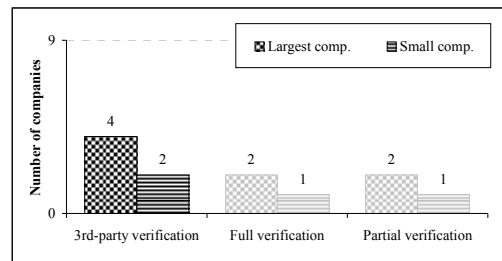 Number of companies
9
0
Largest comp.
Small comp.
4
2
2
1
2
1
3rd-party verification
Full verification
Partial verification